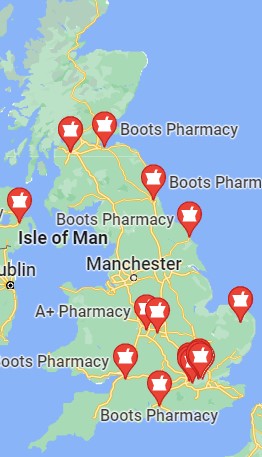 Boots Pharmacy
Boots Pharm
Boots Pharmacy
y
Isle of Man
ublin
Manchester
A+ Pharmacy
oots Pharmacy
Boots Pharmacy